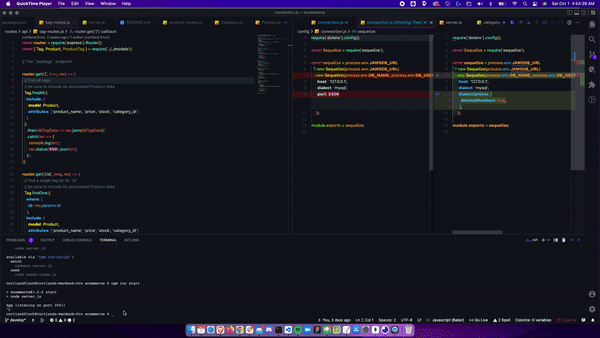 QuickTime Player File Edit View Window Help
Sat Oct 1 4:54:28 AM
connection.js — ecommerce
tag-routes.js
server.js
README.md
product-routes.js
Category.js
connection.js
connection.js (Working Tree)
server.js
category
routes > api > tag-routes.js > router.get('/') callback
const router = require('express').Router();
const { Tag, Product, ProductTag } = require('../../models');
// The `/api/tags` endpoint
router.get('/', (req, res) => {
// find all tags
// be sure to include its associated Product data
Tag.findAll({
include: {
model: Product,
attributes: ['product_name', 'price', 'stock', 'category_id']
}
})
.then(dbTagData => res.json(dbTagData))
.catch(err => {
console.log(err);
res.status(500).json(err);
});
});
router.get('/:id', (req, res) => {
// find a single tag by its `id`
// be sure to include its associated Product data
Tag.findOne({
where: {
id: req.params.id
},
include: {
model: Product,
attributes: ['product_name', 'price', 'stock', 'category_id']
config > connection.js > sequelize
require('dotenv').config();
const Sequelize = require('sequelize');
const sequelize = process.env.JAWSDB_URL
? new Sequelize(process.env.JAWSDB_URL)
: new Sequelize(process.env.DB_NAME, process.env.DB_USER
host: '127.0.0.1',
dialect: 'mysql',
port: 3306
});
module.exports = sequelize;
require('dotenv').config();
const Sequelize = require('sequelize');
const sequelize = process.env.JAWSDB_URL
? new Sequelize(process.env.JAWSDB_URL)
: new Sequelize(process.env.DB_NAME, process.env.DB_USER
host: '127.0.0.1',
dialect: 'mysql',
dialectOptions: {
decimalNumbers: true,
},
});
module.exports = sequelize;
PROBLEMS
OUTPUT
DEBUG CONSOLE
TERMINAL
GITLENS
node server.js
available via `npm run-script`:
watch
nodemon server.js
seed
node seeds/index.js
ecommerce % npm run start
> ecommerce@1.0.0 start
> node server.js
App listening on port 3001!
^C
ecommerce %
develop*
You, 5 days ago
Ln 7, Col 1
Spaces: 2
UTF-8
LF
JavaScript
Go Live
2 Spell
Colorize: 0 variables
Colorize
Prettier